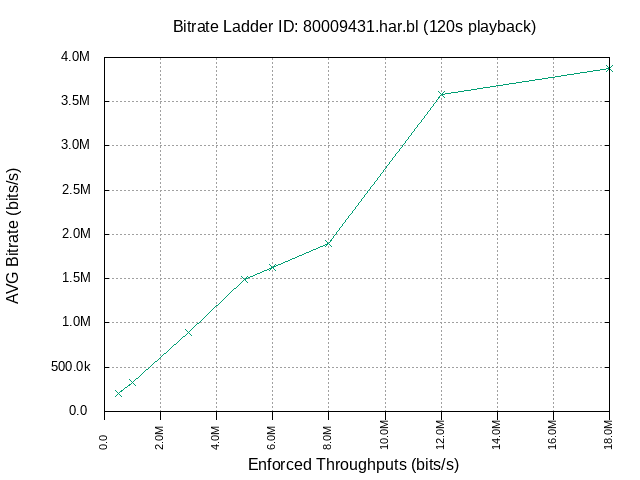 Bitrate Ladder ID: 80009431.har.bl (120s playback)
4.0M
3.5M
3.0M
2.5M
2.0M
1.5M
1.0M
500.0k
0.0
AVG Bitrate (bits/s)
0.0
2.0M
4.0M
6.0M
8.0M
10.0M
12.0M
14.0M
16.0M
18.0M
Enforced Throughputs (bits/s)